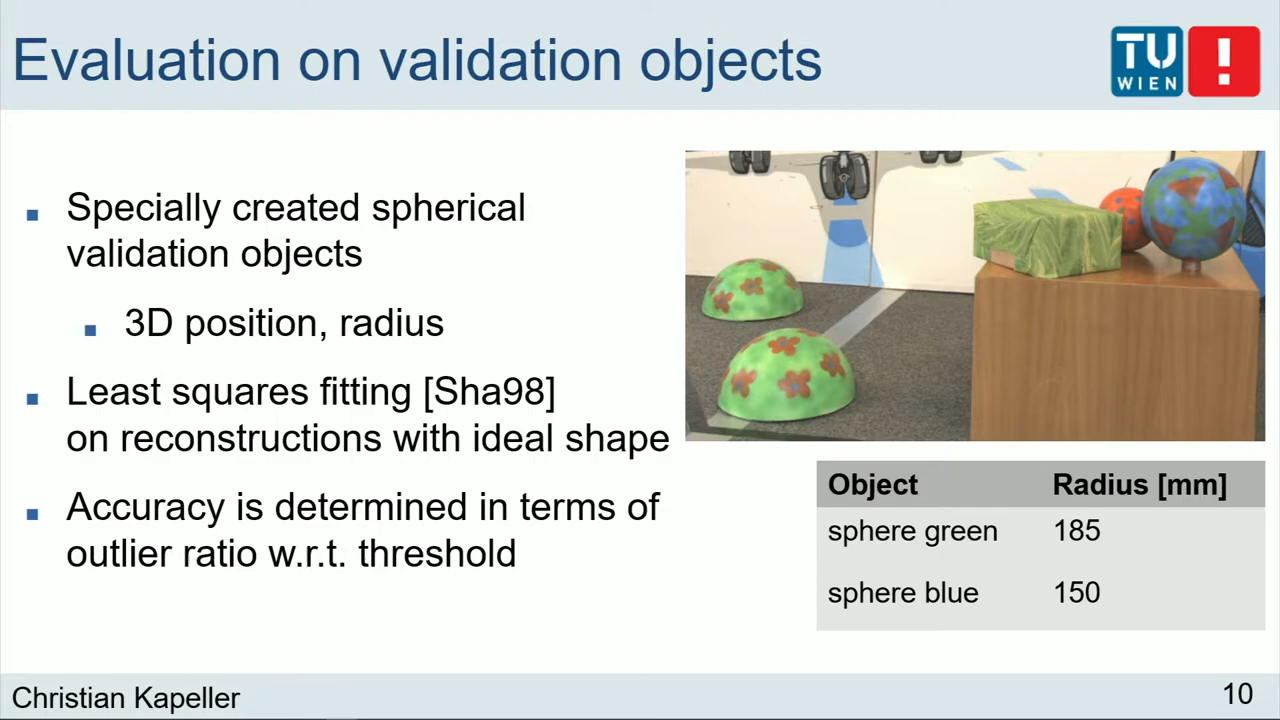 Evaluation on validation objects
TU
WIEN
!
Specially created spherical
validation objects
3D position, radius
Least squares fitting [Sha98]
on reconstructions with ideal shape
Accuracy is determined in terms of
outlier ratio w.r.t. threshold
Object Radius [mm]
sphere green 185
sphere blue 150
Christian Kapeller
10